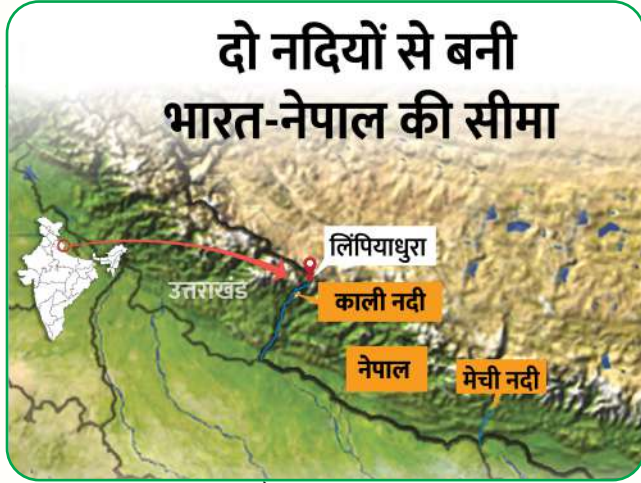 दो नदियों से बनी
भारत-नेपाल की सीमा
लिंपियाधुरा
उत्तराखंड
काली नदी
नेपाल
मेची नदी